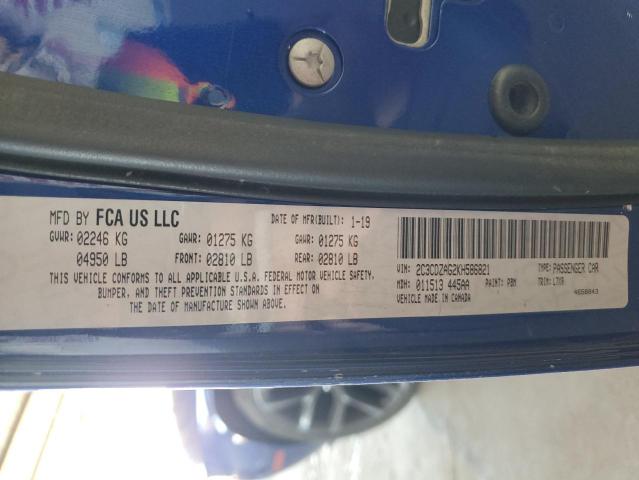 MFD BY FCA US LLC DATE OF MFR(BUILT): 1-19
GVWR: 02246 KG GAWR: 01275 KG GAWR: 01275 KG
04950 LB FRONT: 02810 LB REAR: 02810 LB
THIS VEHICLE CONFORMS TO ALL APPLICABLE U.S.A. FEDERAL MOTOR VEHICLE SAFETY,
BUMPER, AND THEFT PREVENTION STANDARDS IN EFFECT ON
THE DATE OF MANUFACTURE SHOWN ABOVE.
VIN: 2C3CDZAG2KH586821 TYPE: PASSENGER CAR
MDH: 011513 445AA PAINT: PBM TRIM:
VEHICLE MADE IN CANADA 4658843